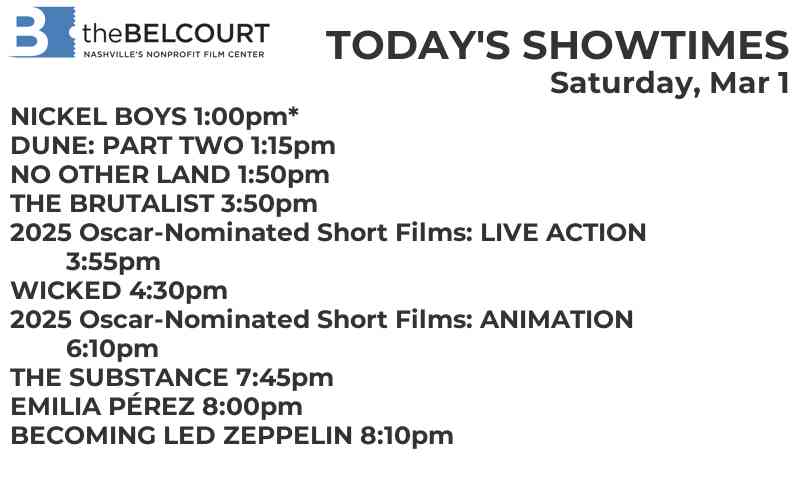 B theBELCOURT
NASHVILLE'S NONPROFIT FILM CENTER
TODAY'S SHOWTIMES
Saturday, Mar 1
NICKEL BOYS 1:00pm*
DUNE: PART TWO 1:15pm
NO OTHER LAND 1:50pm
THE BRUTALIST 3:50pm
2025 Oscar-Nominated Short Films: LIVE ACTION
3:55pm
WICKED 4:30pm
2025 Oscar-Nominated Short Films: ANIMATION
6:10pm
THE SUBSTANCE 7:45pm
EMILIA PÉREZ 8:00pm
BECOMING LED ZEPPELIN 8:10pm